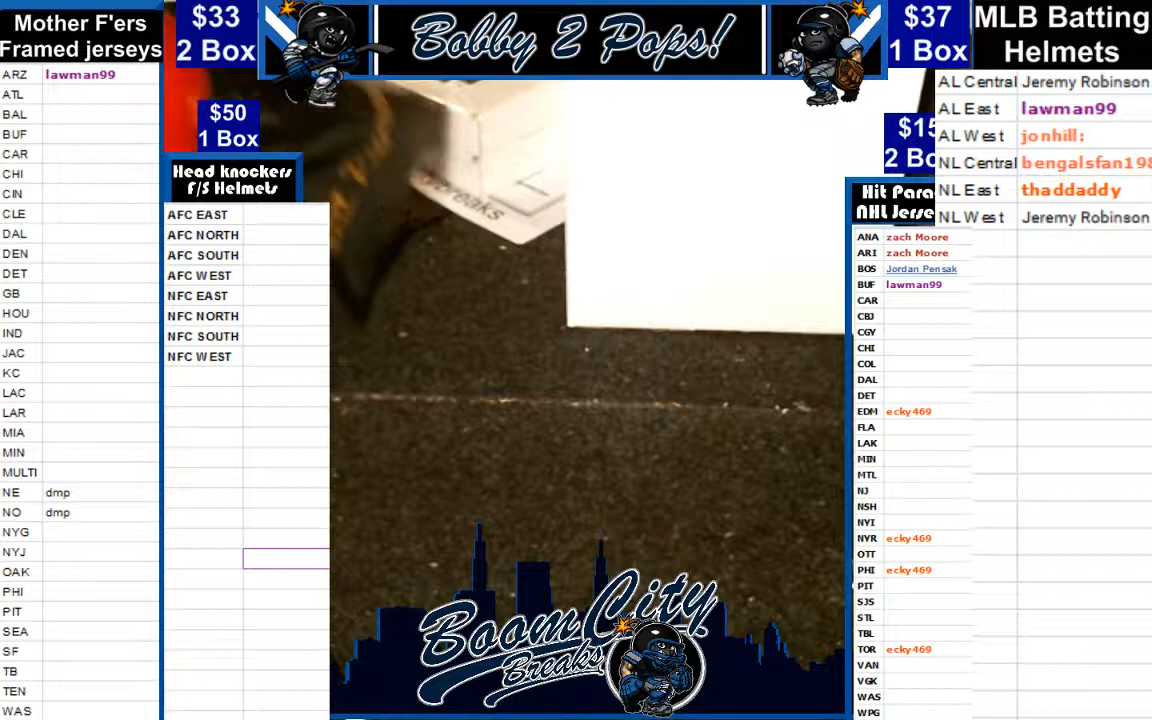 Mother F'ers
Framed jerseys
ARZ lawman99
ATL
BAL
BUF
CAR
CHI
CIN
CLE
DAL
DEN
DET
GB
HOU
IND
JAC
KC
LAC
LAR
MIA
MIN
MULTI
NE dmp
NO dmp
NYG
NYJ
OAK
PHI
PIT
SEA
SF
TB
TEN
WAS
$33
2 Box
$50
1 Box
Head knockers
F/S Helmets
AFC EAST
AFC NORTH
AFC SOUTH
AFC WEST
NFC EAST
NFC NORTH
NFC SOUTH
NFC WEST
Bobby 2 Pops!
Boom City
Breaks
$37
1 Box
$15
2 Bo
Hit Para
NHL Jerse
ANA zach Moore
ARI zach Moore
BOS Jordan Pensak
BUF lawman99
CAR
CBJ
CGY
CHI
COL
DAL
DET
EDM ecky469
FLA
LAK
MIN
MTL
NJ
NSH
NYI
NYR ecky469
OTT
PHI ecky469
PIT
SJS
STL
TBL
TOR ecky469
VAN
VGK
WAS
WPG
MLB Batting
Helmets
AL Central Jeremy Robinson
AL East lawman99
AL West jonhill:
NL Central bengalsfan198
NL East thaddaddy
NL West Jeremy Robinson